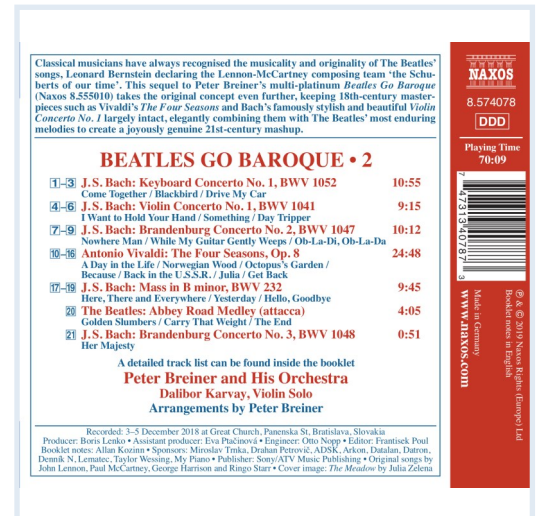 Classical musicians have always recognised the musicality and originality of The Beatles'
songs, Leonard Bernstein declaring the Lennon-McCartney composing team 'the Schu-
berts of our time'. This sequel to Peter Breiner's multi-platinum Beatles Go Baroque
(Naxos 8.555010) takes the original concept even further, keeping 18th-century master-
pieces such as Vivaldi's The Four Seasons and Bach's famously stylish and beautiful Violin
Concerto No. 1 largely intact, elegantly combining them with The Beatles' most enduring
melodies to create a joyously genuine 21st-century mashup.
BEATLES GO BAROQUE • 2
1–3 J.S. Bach: Keyboard Concerto No. 1, BWV 1052 10:55
Come Together / Blackbird / Drive My Car
4–6 J.S. Bach: Violin Concerto No. 1, BWV 1041 9:15
I Want to Hold Your Hand / Something / Day Tripper
7–9 J.S. Bach: Brandenburg Concerto No. 2, BWV 1047 10:12
Nowhere Man / While My Guitar Gently Weeps / Ob-La-Di, Ob-La-Da
10–16 Antonio Vivaldi: The Four Seasons, Op. 8 24:48
A Day in the Life / Norwegian Wood / Octopus's Garden /
Because / Back in the U.S.S.R. / Julia / Get Back
17–19 J.S. Bach: Mass in B minor, BWV 232 9:45
Here, There and Everywhere / Yesterday / Hello, Goodbye
20 The Beatles: Abbey Road Medley (attacca) 4:05
Golden Slumbers / Carry That Weight / The End
21 J.S. Bach: Brandenburg Concerto No. 3, BWV 1048 0:51
Her Majesty
A detailed track list can be found inside the booklet
Peter Breiner and His Orchestra
Dalibor Karvay, Violin Solo
Arrangements by Peter Breiner
Recorded: 3–5 December 2018 at Great Church, Panenska St, Bratislava, Slovakia
Producer: Boris Lenko • Assistant producer: Eva Ptačinová • Engineer: Otto Nopp • Editor: Frantisek Poul
Booklet notes: Allan Kozinn • Sponsors: Miroslav Trnka, Drahan Petrovič, ADSK, Arkon, Datalan, Datron,
Denník N, Lematec, Taylor Wessing, My Piano • Publisher: Sony/ATV Music Publishing • Original songs by
John Lennon, Paul McCartney, George Harrison and Ringo Starr • Cover image: The Meadow by Julia Zelena
NAXOS
8.574078
DDD
Playing Time
70:09
7 47313 40787 3
℗ & © 2019 Naxos Rights (Europe) Ltd
Booklet notes in English
Made in Germany
www.naxos.com